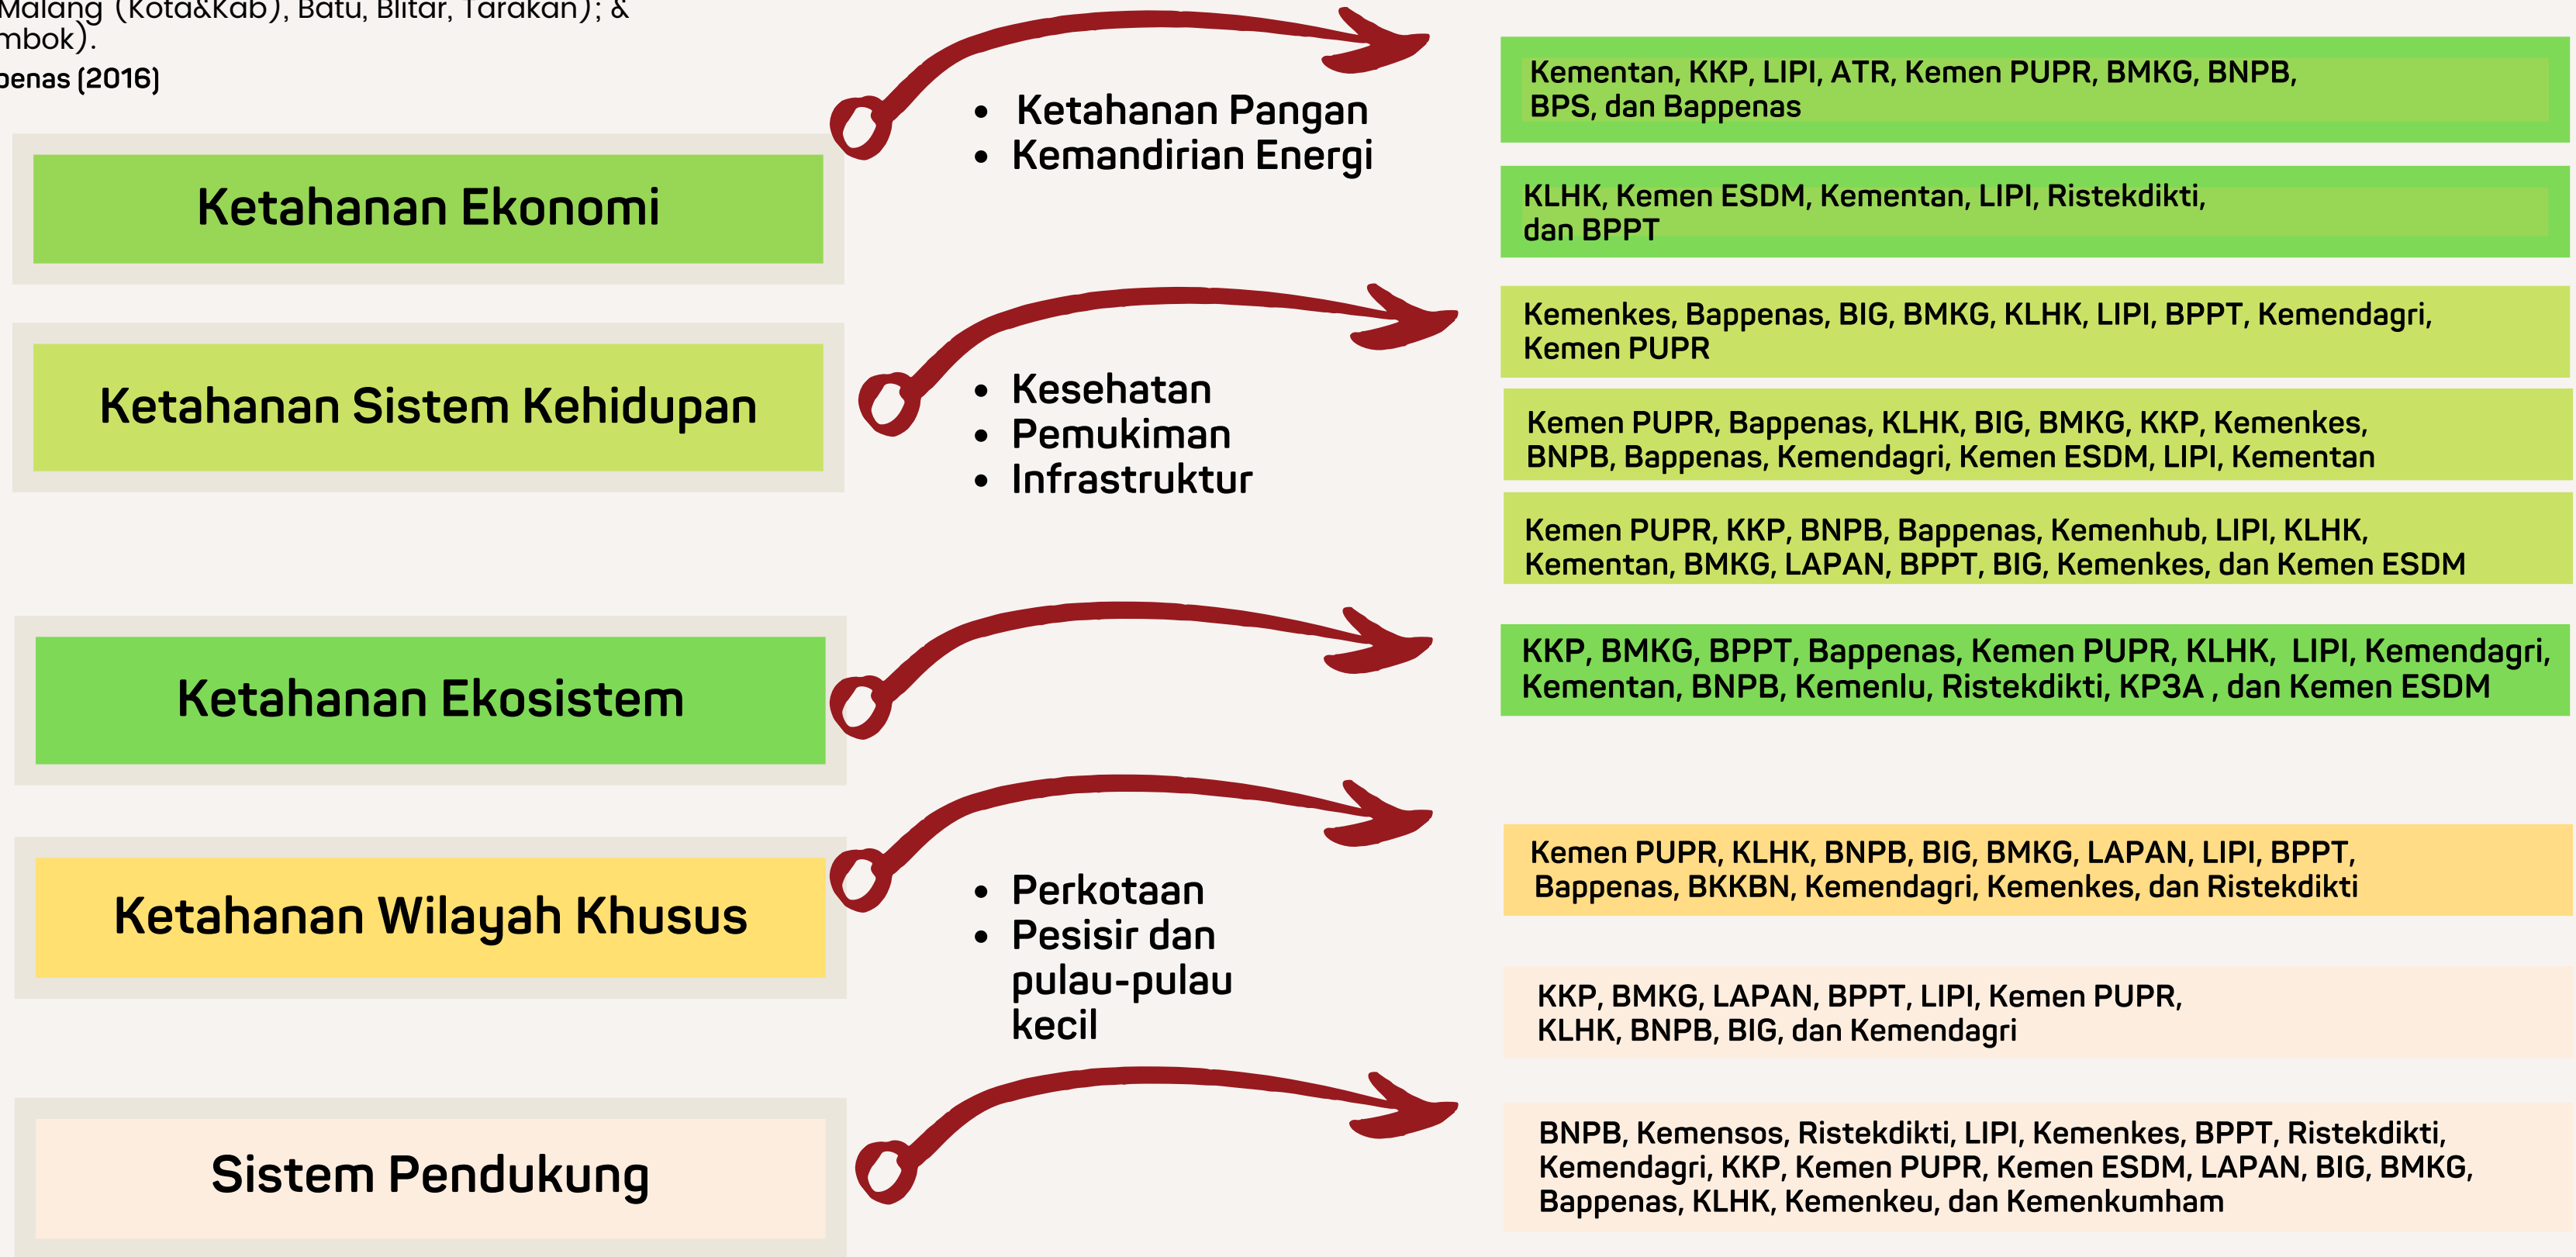 Malang (Kota&Kab), Batu, Blitar, Tarakan); &
mbok).
penas (2016)
Ketahanan Ekonomi
• Ketahanan Pangan
• Kemandirian Energi
Kementan, KKP, LIPI, ATR, Kemen PUPR, BMKG, BNPB,
BPS, dan Bappenas
KLHK, Kemen ESDM, Kementan, LIPI, Ristekdikti,
dan BPPT
Ketahanan Sistem Kehidupan
• Kesehatan
• Pemukiman
• Infrastruktur
Kemenkes, Bappenas, BIG, BMKG, KLHK, LIPI, BPPT, Kemendagri,
Kemen PUPR
Kemen PUPR, Bappenas, KLHK, BIG, BMKG, KKP, Kemenkes,
BNPB, Bappenas, Kemendagri, Kemen ESDM, LIPI, Kementan
Kemen PUPR, KKP, BNPB, Bappenas, Kemenhub, LIPI, KLHK,
Kementan, BMKG, LAPAN, BPPT, BIG, Kemenkes, dan Kemen ESDM
Ketahanan Ekosistem
KKP, BMKG, BPPT, Bappenas, Kemen PUPR, KLHK, LIPI, Kemendagri,
Kementan, BNPB, Kemenlu, Ristekdikti, KP3A , dan Kemen ESDM
Ketahanan Wilayah Khusus
• Perkotaan
• Pesisir dan
pulau-pulau
kecil
Kemen PUPR, KLHK, BNPB, BIG, BMKG, LAPAN, LIPI, BPPT,
Bappenas, BKKBN, Kemendagri, Kemenkes, dan Ristekdikti
KKP, BMKG, LAPAN, BPPT, LIPI, Kemen PUPR,
KLHK, BNPB, BIG, dan Kemendagri
Sistem Pendukung
BNPB, Kemensos, Ristekdikti, LIPI, Kemenkes, BPPT, Ristekdikti,
Kemendagri, KKP, Kemen PUPR, Kemen ESDM, LAPAN, BIG, BMKG,
Bappenas, KLHK, Kemenkeu, dan Kemenkumham